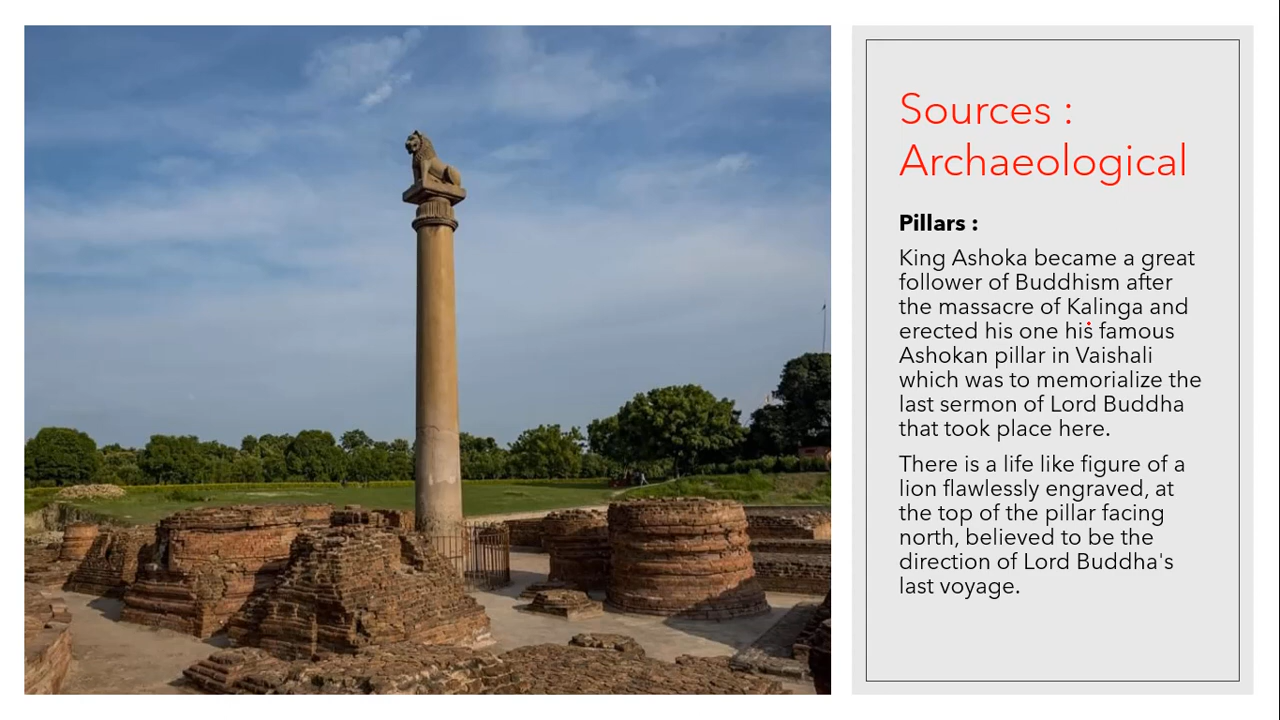 Sources :
Archaeological
Pillars :
King Ashoka became a great
follower of Buddhism after
the massacre of Kalinga and
erected his one his famous
Ashokan pillar in Vaishali
which was to memorialize the
last sermon of Lord Buddha
that took place here.
There is a life like figure of a
lion flawlessly engraved, at
the top of the pillar facing
north, believed to be the
direction of Lord Buddha's
last voyage.